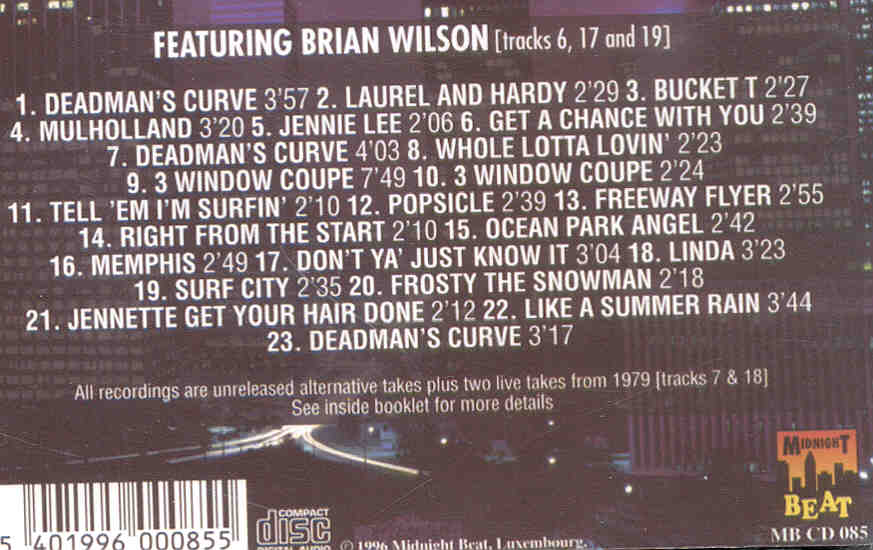 FEATURING BRIAN WILSON [tracks 6, 17 and 19]
1. DEADMAN'S CURVE 3'57 2. LAUREL AND HARDY 2'29 3. BUCKET T 2'27
4. MULHOLLAND 3'20 5. JENNIE LEE 2'06 6. GET A CHANCE WITH YOU 2'39
7. DEADMAN'S CURVE 4'03 8. WHOLE LOTTA LOVIN' 2'23
9. 3 WINDOW COUPE 7'49 10. 3 WINDOW COUPE 2'24
11. TELL 'EM I'M SURFIN' 2'10 12. POPSICLE 2'39 13. FREEWAY FLYER 2'55
14. RIGHT FROM THE START 2'10 15. OCEAN PARK ANGEL 2'42
16. MEMPHIS 2'49 17. DON'T YA' JUST KNOW IT 3'04 18. LINDA 3'23
19. SURF CITY 2'35 20. FROSTY THE SNOWMAN 2'18
21. JENNETTE GET YOUR HAIR DONE 2'12 22. LIKE A SUMMER RAIN 3'44
23. DEADMAN'S CURVE 3'17
All recordings are unreleased alternative takes plus two live takes from 1979 [tracks 7 & 18]
See inside booklet for more details
MIDNIGHT
BEAT
MB CD 085
5 401996 000855
COMPACT
disc
DIGITAL AUDIO
© 1996 Midnight Beat, Luxembourg.